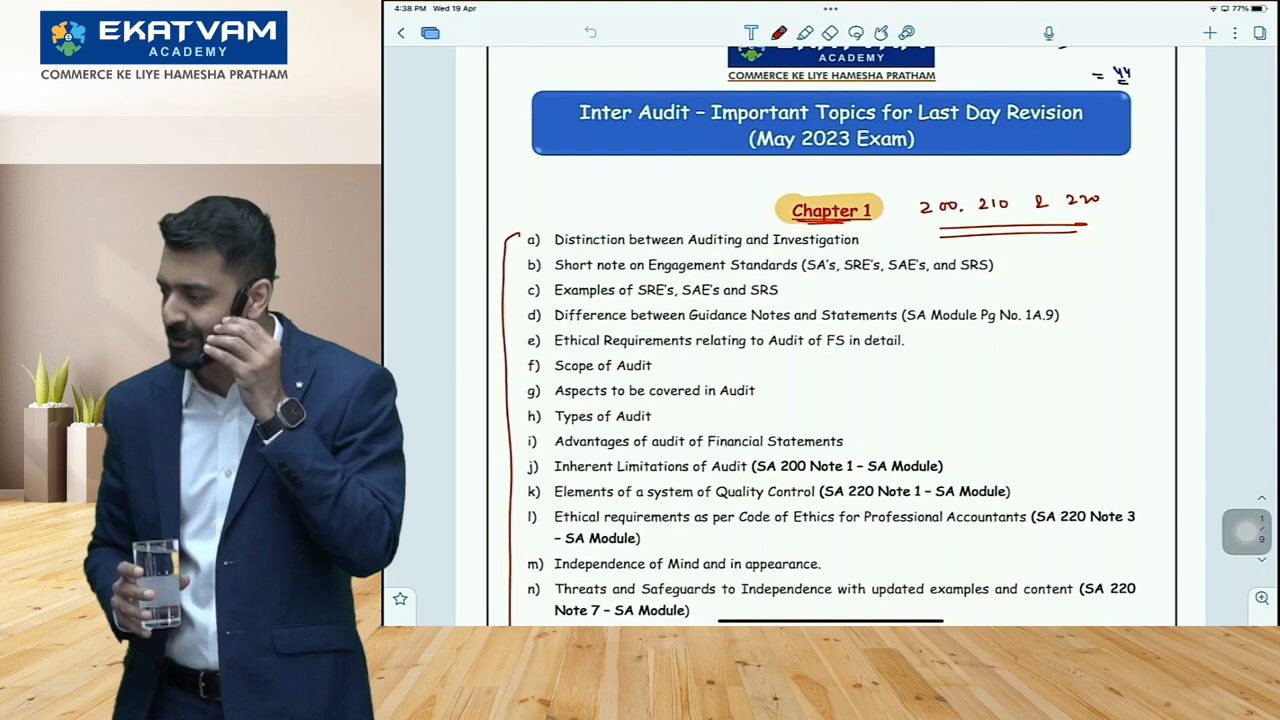 EKATVAM
ACADEMY
COMMERCE KE LIYE HAMESHA PRATHAM
4:38 PM Wed 19 Apr
77%
ACADEMY
COMMERCE KE LIYE HAMESHA PRATHAM
= 44
Inter Audit – Important Topics for Last Day Revision
(May 2023 Exam)
Chapter 1
200, 210 & 220
a) Distinction between Auditing and Investigation
b) Short note on Engagement Standards (SA's, SRE's, SAE's, and SRS)
c) Examples of SRE's, SAE's and SRS
d) Difference between Guidance Notes and Statements (SA Module Pg No. 1A.9)
e) Ethical Requirements relating to Audit of FS in detail.
f) Scope of Audit
g) Aspects to be covered in Audit
h) Types of Audit
i) Advantages of audit of Financial Statements
j) Inherent Limitations of Audit (SA 200 Note 1 – SA Module)
k) Elements of a system of Quality Control (SA 220 Note 1 – SA Module)
l) Ethical requirements as per Code of Ethics for Professional Accountants (SA 220 Note 3
– SA Module)
m) Independence of Mind and in appearance.
n) Threats and Safeguards to Independence with updated examples and content (SA 220
Note 7 – SA Module)
1
/
9